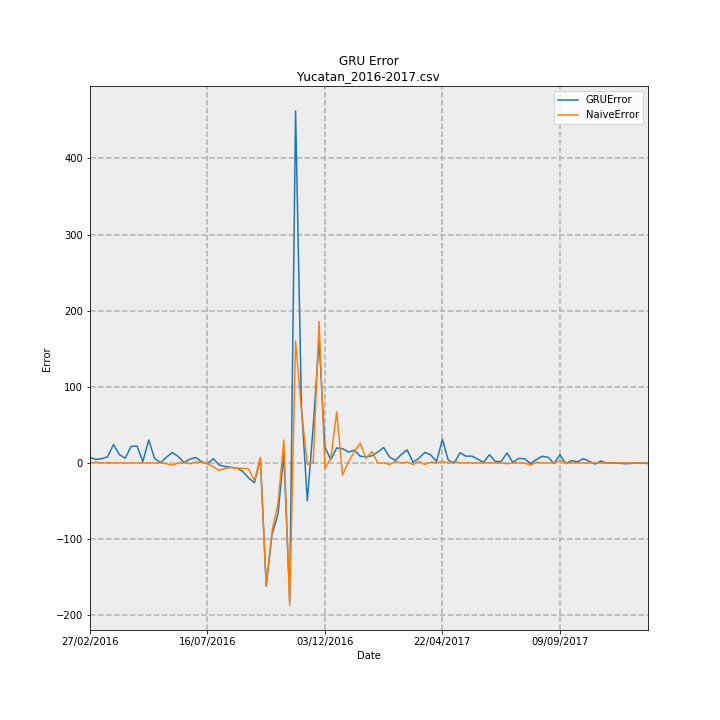 GRU Error
Yucatan_2016-2017.csv
GRUError
NaiveError
Error
400
300
200
100
0
−100
−200
27/02/2016 16/07/2016 03/12/2016 22/04/2017 09/09/2017
Date